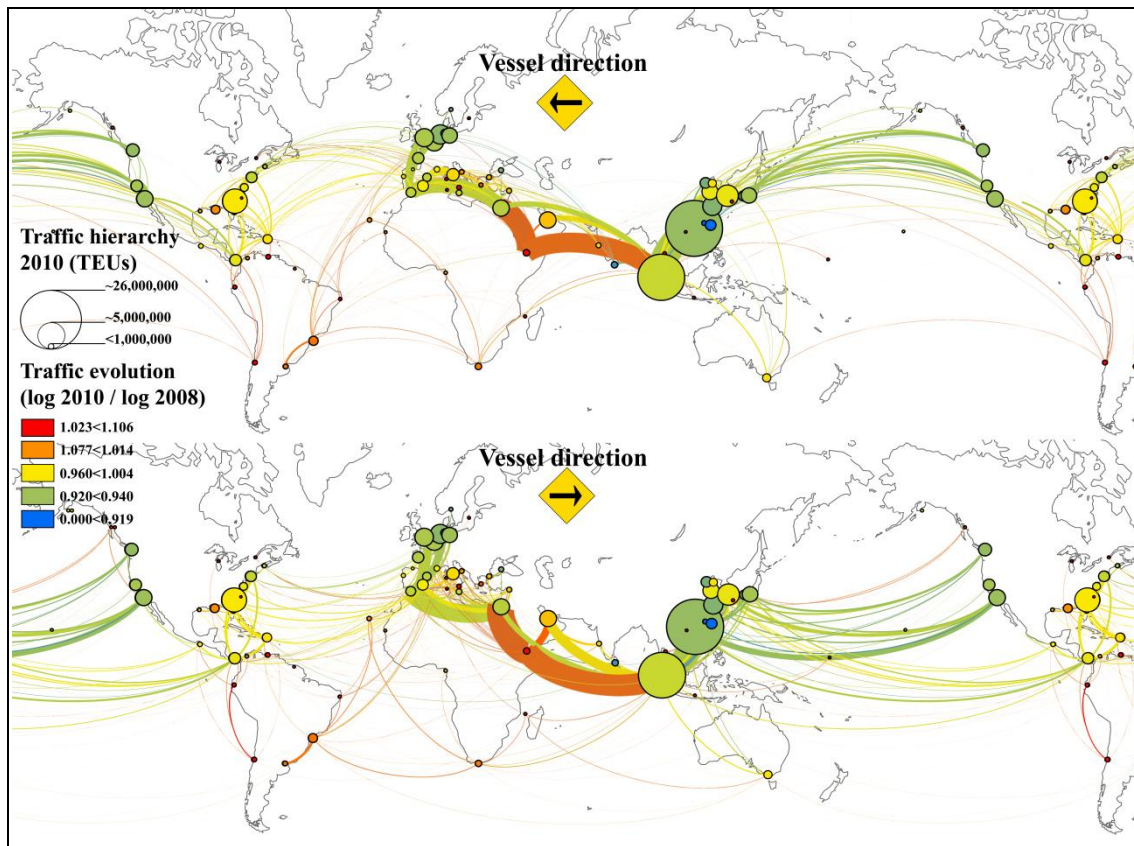 Vessel direction
Traffic hierarchy
2010 (TEUs)
~26,000,000
~5,000,000
<1,000,000
Traffic evolution
(log 2010 / log 2008)
1.023<1.106
1.077<1.014
0.960<1.004
0.920<0.940
0.000<0.919
Vessel direction